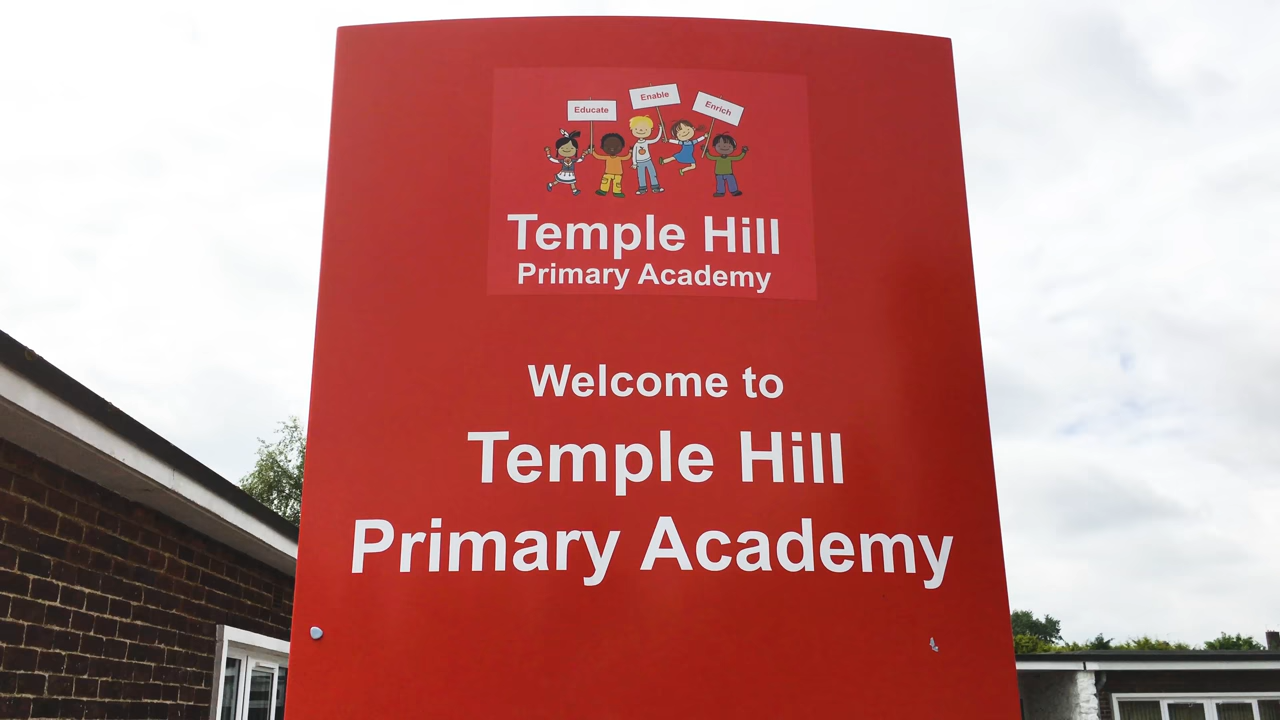 Educate
Enable
Enrich
Temple Hill
Primary Academy
Welcome to
Temple Hill
Primary Academy